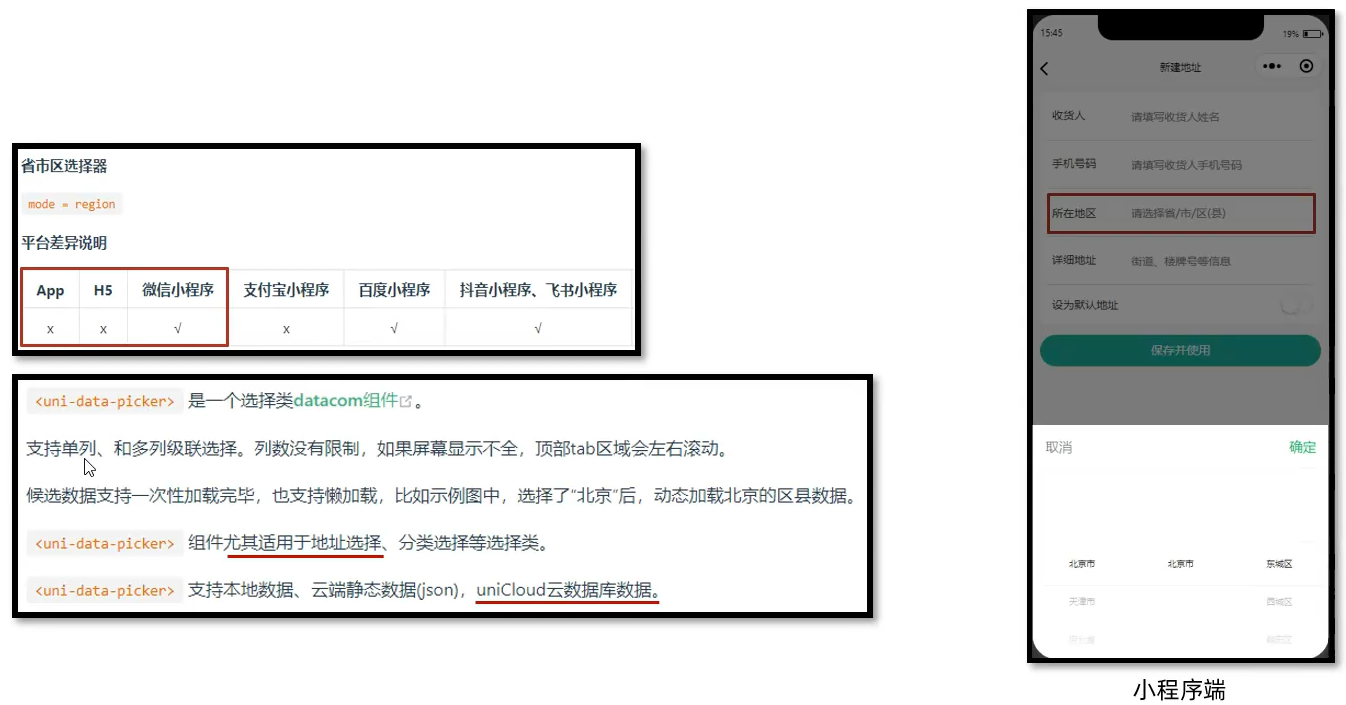 省市区选择器
mode = region
平台差异说明
App H5 微信小程序 支付宝小程序 百度小程序 抖音小程序、飞书小程序
x x √ x √ √
<uni-data-picker> 是一个选择类datacom组件。
支持单列、和多列级联选择。列数没有限制，如果屏幕显示不全，顶部tab区域会左右滚动。
候选数据支持一次性加载完毕，也支持懒加载，比如示例图中，选择了“北京”后，动态加载北京的区县数据。
<uni-data-picker> 组件尤其适用于地址选择、分类选择等选择类。
<uni-data-picker> 支持本地数据、云端静态数据(json)，uniCloud云数据库数据。
15:45 19%
新建地址
收货人 请填写收货人姓名
手机号码 请填写收货人手机号码
所在地区 请选择省/市/区(县)
详细地址 街道、楼牌号等信息
设为默认地址
保存并使用
取消 确定
北京市 北京市 东城区
天津市 西城区
小程序端